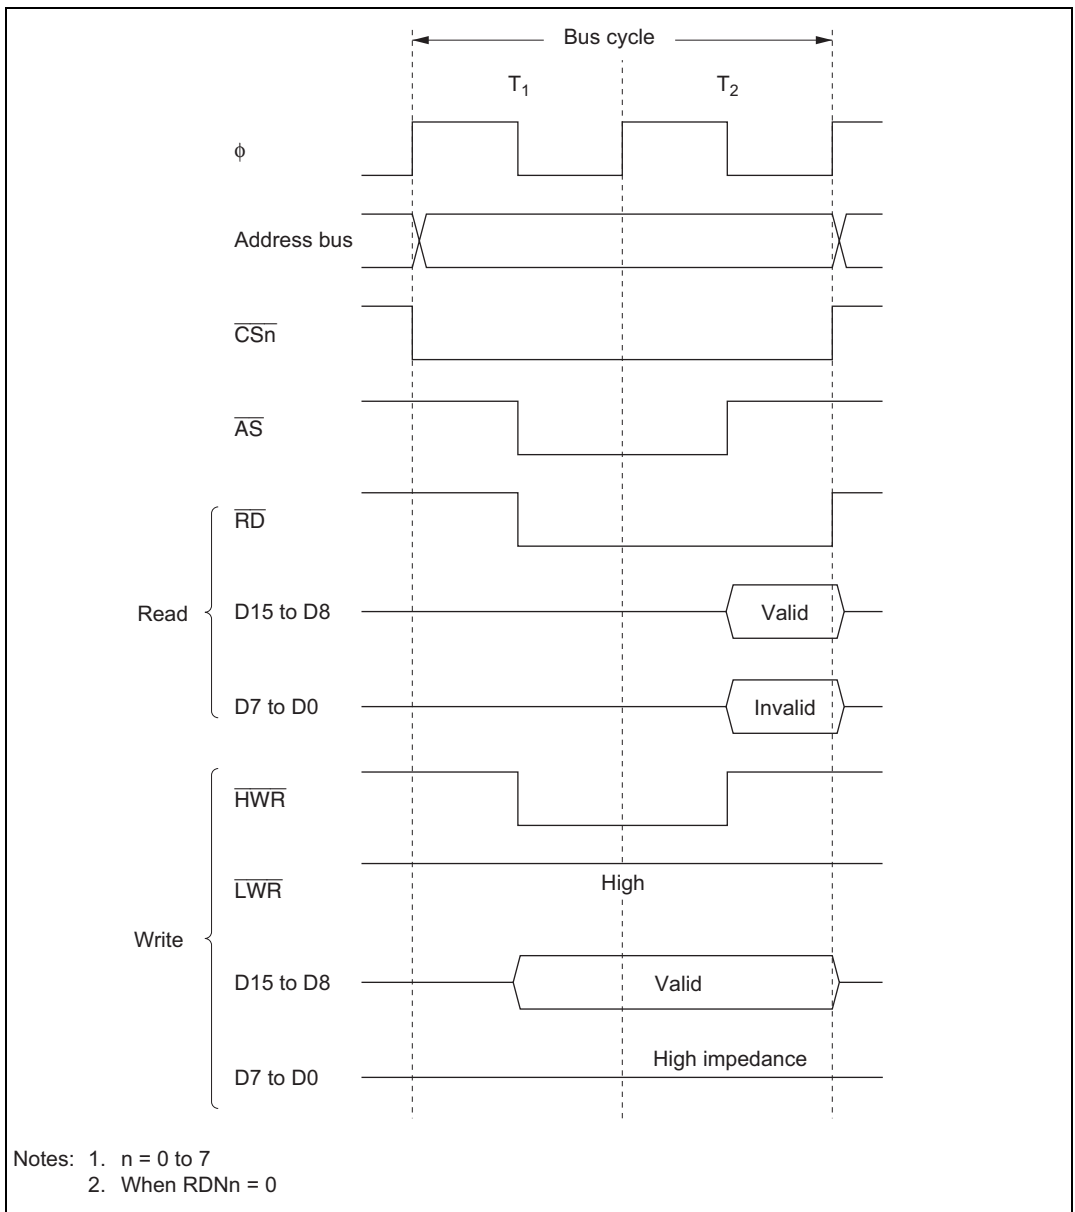 Bus cycle
T1 T2
ϕ
Address bus
CSn
AS
RD
Read
D15 to D8 Valid
D7 to D0 Invalid
HWR
LWR High
Write
D15 to D8 Valid
D7 to D0 High impedance
Notes: 1. n = 0 to 7
2. When RDNn = 0